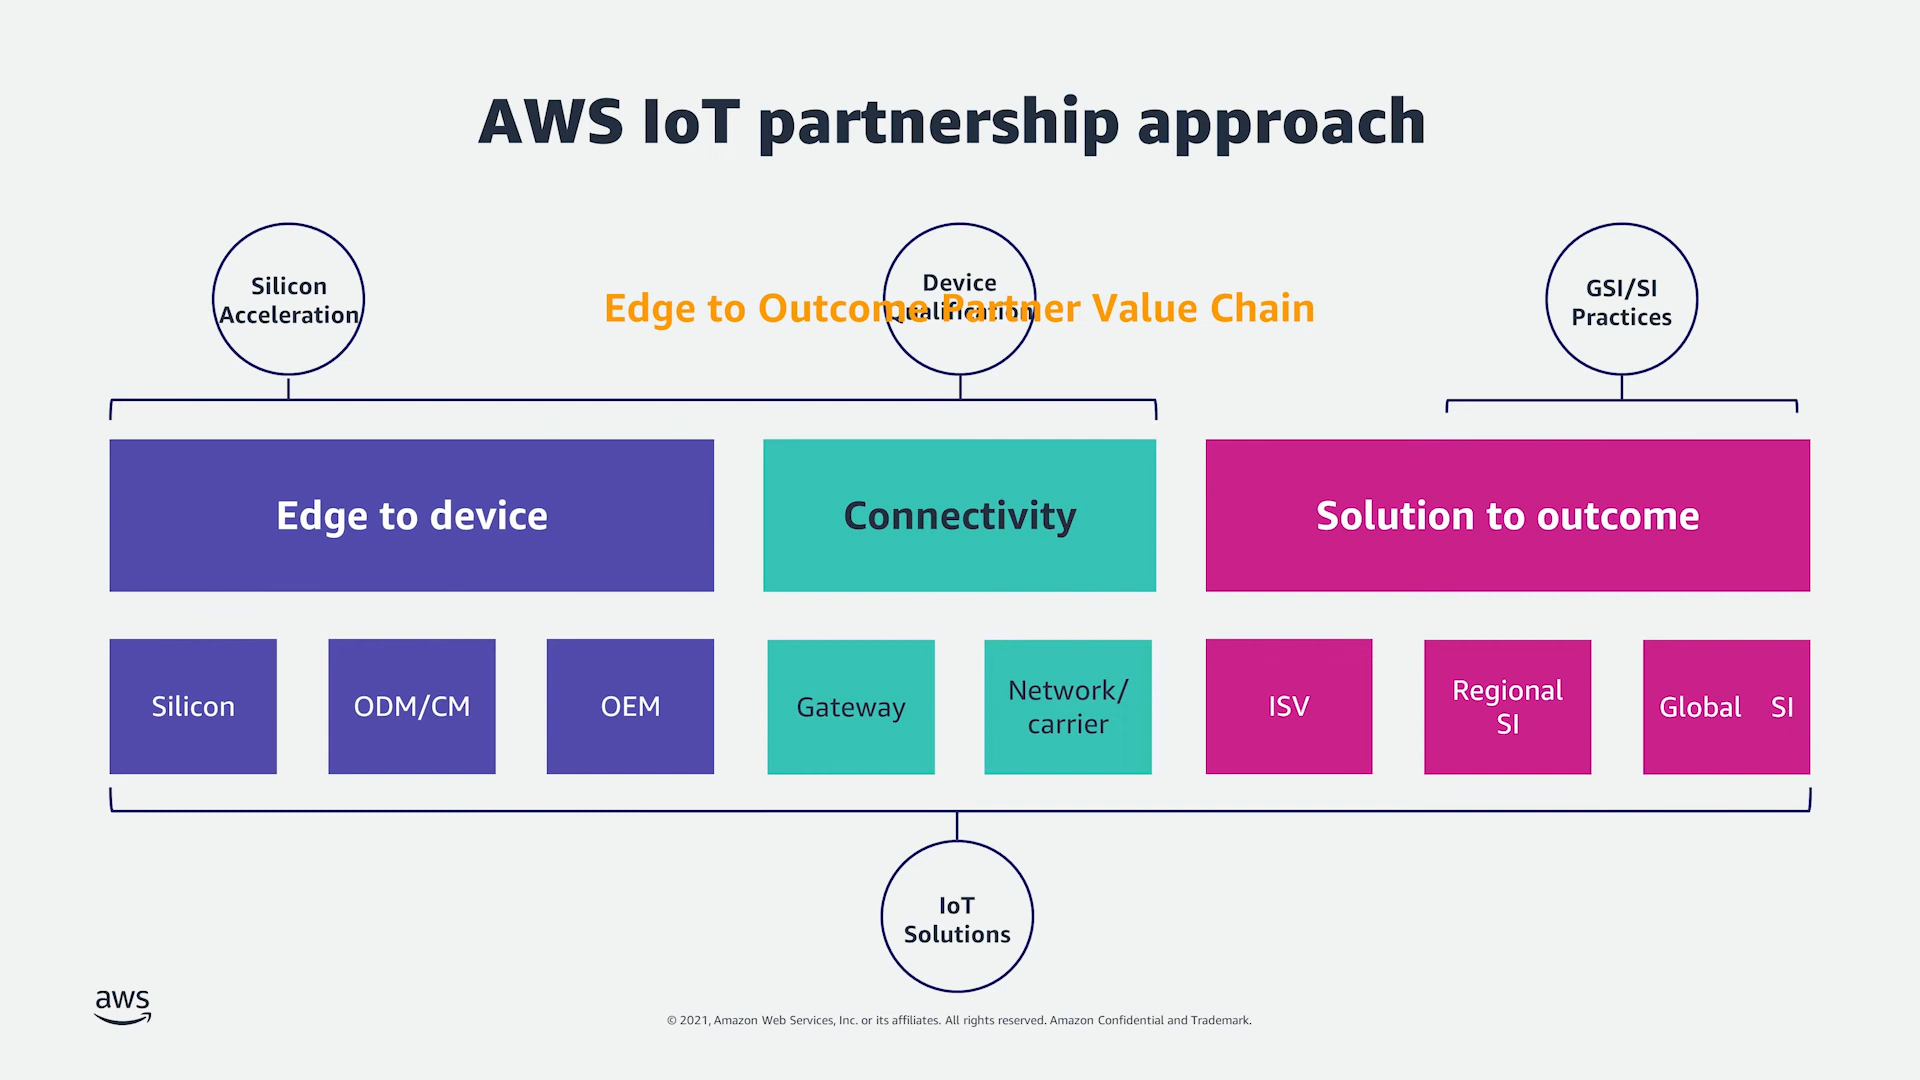 AWS IoT partnership approach
Silicon
Acceleration
Edge to Outcome Partner Value Chain
Device
Qualification
GSI/SI
Practices
Edge to device
Connectivity
Solution to outcome
Silicon
ODM/CM
OEM
Gateway
Network/
carrier
ISV
Regional
SI
Global SI
IoT
Solutions
aws
© 2021, Amazon Web Services, Inc. or its affiliates. All rights reserved. Amazon Confidential and Trademark.